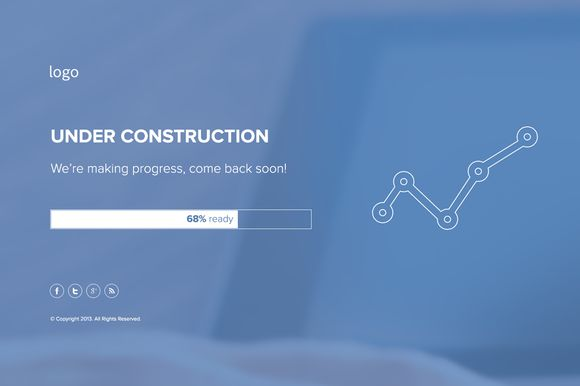 logo
UNDER CONSTRUCTION
We're making progress, come back soon!
68% ready
© Copyright 2013. All Rights Reserved.